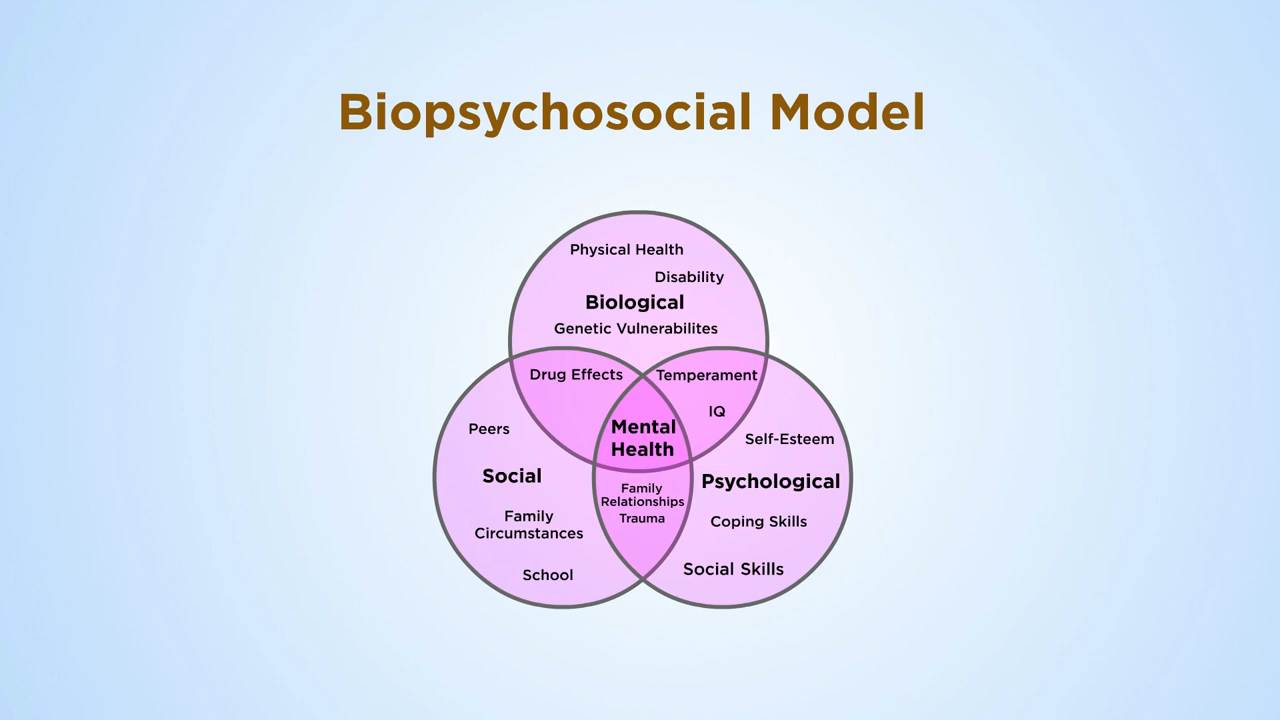 Biopsychosocial Model
Physical Health
Disability
Biological
Genetic Vulnerabilites
Drug Effects
Temperament
IQ
Mental
Health
Peers
Self-Esteem
Social
Psychological
Family
Relationships
Trauma
Family
Circumstances
Coping Skills
School
Social Skills